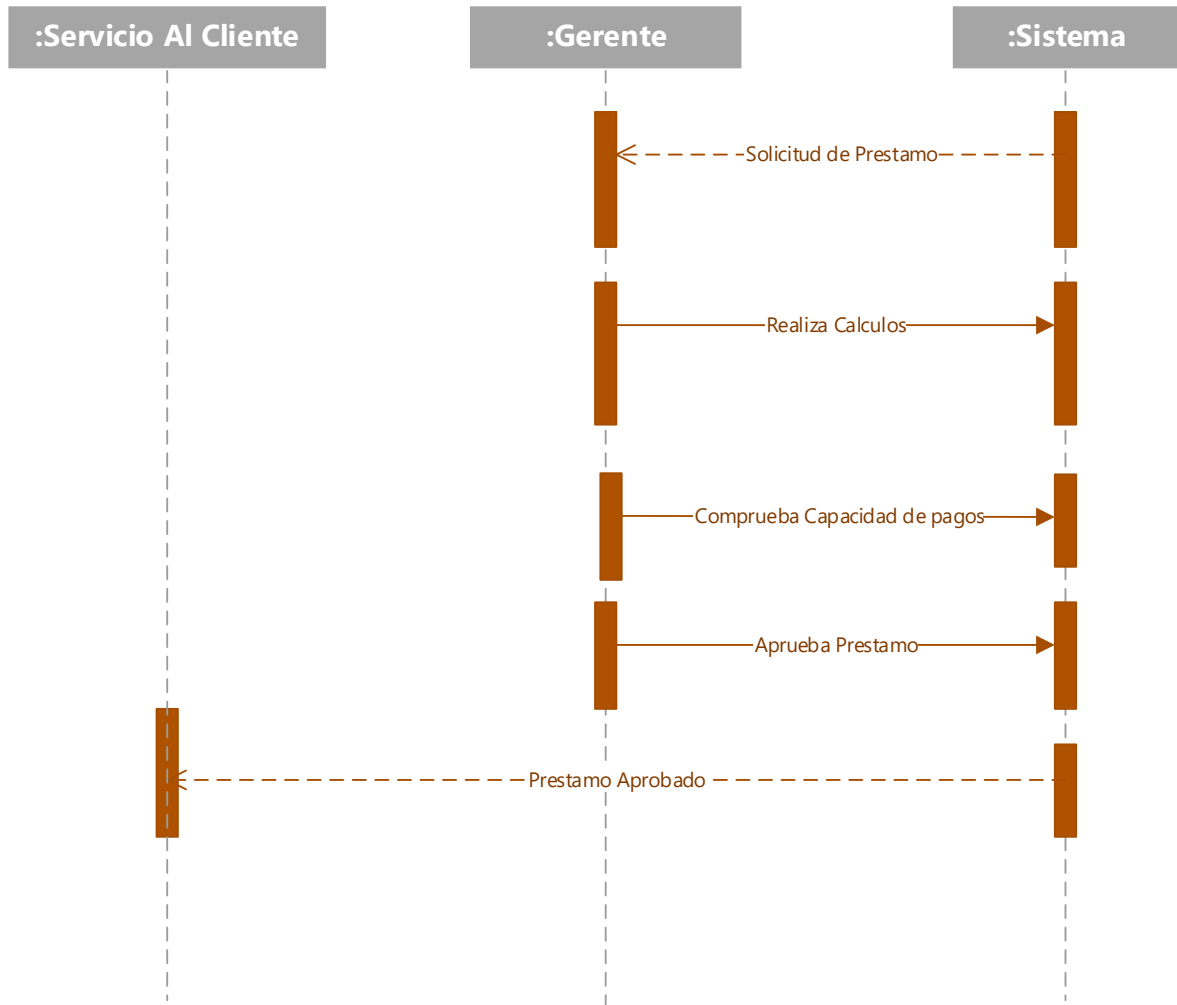 :Servicio Al Cliente
:Gerente
:Sistema
Solicitud de Prestamo
Realiza Calculos
Comprueba Capacidad de pagos
Aprueba Prestamo
Prestamo Aprobado